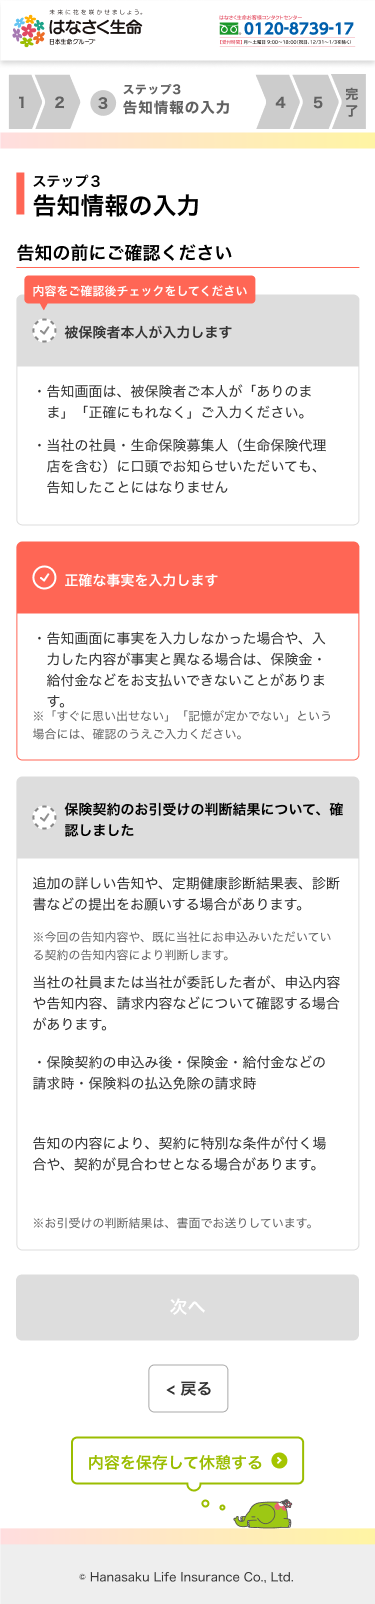 未来に花を咲かせましょう。
はなさく生命
日本生命グループ
はなさく生命お客様コンタクトセンター
0120-8739-17
【受付時間】月〜土曜日 9:00〜18:00(祝日、12/31〜1/3を除く)
1
2
3
ステップ3
告知情報の入力
4
5
完了
ステップ3
告知情報の入力
告知の前にご確認ください
内容をご確認後チェックをしてください
被保険者本人が入力します
・告知画面は、被保険者ご本人が「ありのま
ま」「正確にもれなく」ご入力ください。
・当社の社員・生命保険募集人（生命保険代理
店を含む）に口頭でお知らせいただいても、
告知したことにはなりません
正確な事実を入力します
・告知画面に事実を入力しなかった場合や、入
力した内容が事実と異なる場合は、保険金・
給付金などをお支払いできないことがありま
す。
※「すぐに思い出せない」「記憶が定かでない」という
場合には、確認のうえご入力ください。
保険契約のお引受けの判断結果について、確
認しました
追加の詳しい告知や、定期健康診断結果表、診断
書などの提出をお願いする場合があります。
※今回の告知内容や、既に当社にお申込みいただいてい
る契約の告知内容により判断します。
当社の社員または当社が委託した者が、申込内容
や告知内容、請求内容などについて確認する場合
があります。
・保険契約の申込み後・保険金・給付金などの
請求時・保険料の払込免除の請求時
告知の内容により、契約に特別な条件が付く場
合や、契約が見合わせとなる場合があります。
※お引受けの判断結果は、書面でお送りしています。
次へ
< 戻る
内容を保存して休憩する
© Hanasaku Life Insurance Co., Ltd.